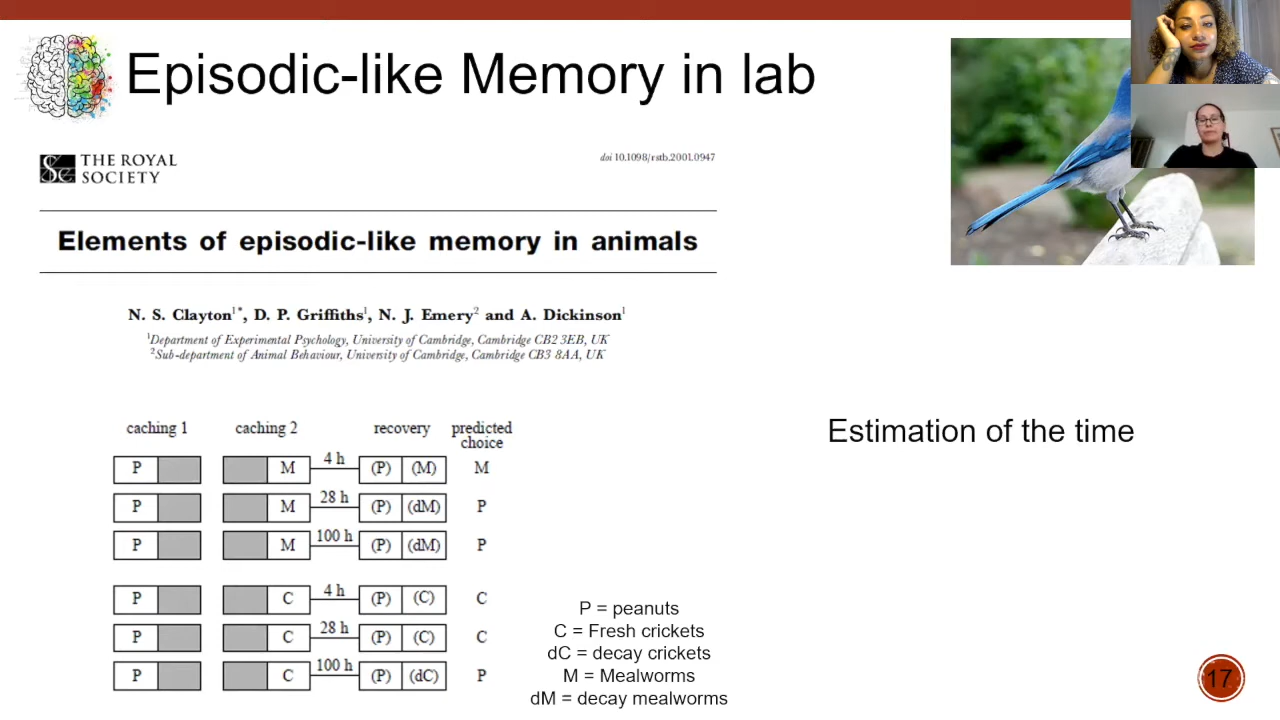 Episodic-like Memory in lab
THE ROYAL
SOCIETY
doi 10.1098/rstb.2001.0947
Elements of episodic-like memory in animals
N. S. Clayton1*, D. P. Griffiths1, N. J. Emery2 and A. Dickinson1
1Department of Experimental Psychology, University of Cambridge, Cambridge CB2 3EB, UK
2Sub-department of Animal Behaviour, University of Cambridge, Cambridge CB3 8AA, UK
Estimation of the time
caching 1 caching 2 recovery predicted
choice
P M 4 h (P) (M) M
P M 28 h (P) (dM) P
P M 100 h (P) (dM) P
P C 4 h (P) (C) C
P C 28 h (P) (C) C
P C 100 h (P) (dC) P
P = peanuts
C = Fresh crickets
dC = decay crickets
M = Mealworms
dM = decay mealworms
17